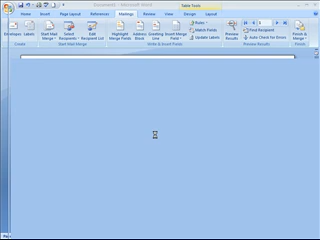 Document1 - Microsoft Word
Table Tools
Home Insert Page Layout References Mailings Review View Design Layout
Envelopes Labels
Start Mail Merge
Select Recipients
Edit Recipient List
Highlight Merge Fields
Address Block
Greeting Line
Insert Merge Field
Rules
Match Fields
Update Labels
Preview Results
1
Find Recipient
Auto Check for Errors
Finish & Merge
Create Start Mail Merge Write & Insert Fields Preview Results Finish